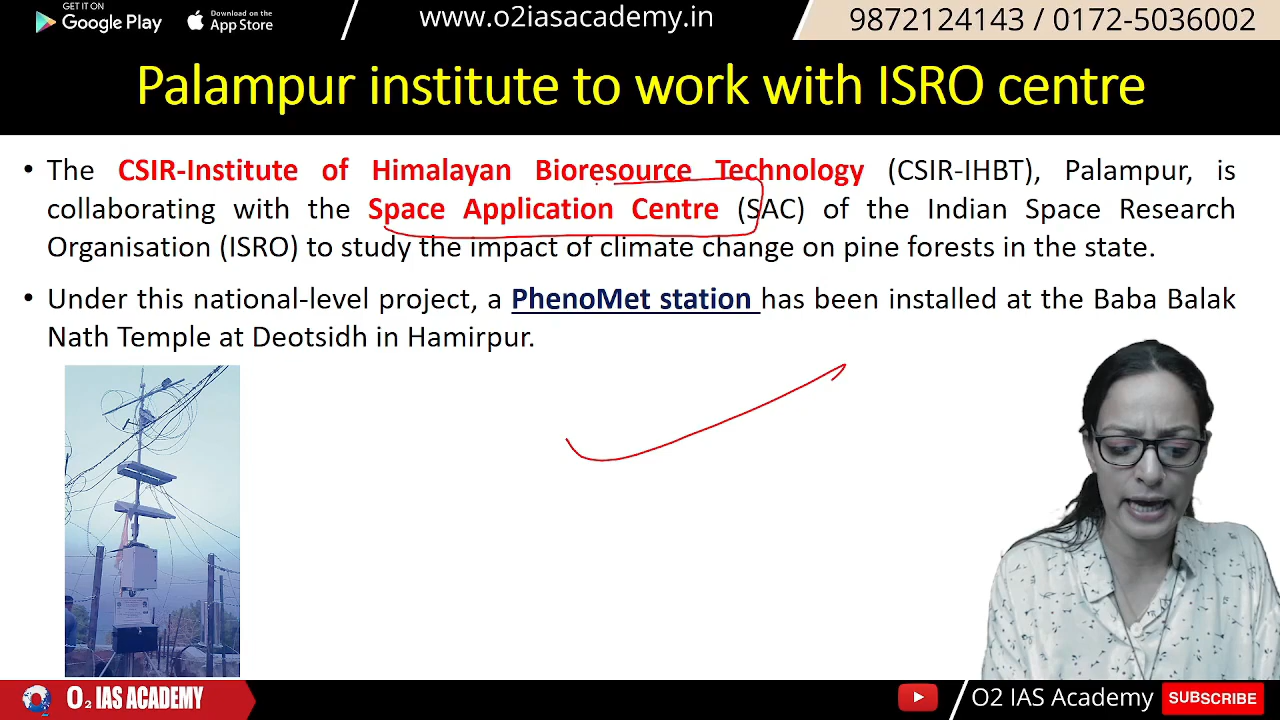 GET IT ON
Google Play
Download on the
App Store
www.o2iasacademy.in
9872124143 / 0172-5036002
Palampur institute to work with ISRO centre
• The CSIR-Institute of Himalayan Bioresource Technology (CSIR-IHBT), Palampur, is
collaborating with the Space Application Centre (SAC) of the Indian Space Research
Organisation (ISRO) to study the impact of climate change on pine forests in the state.
• Under this national-level project, a PhenoMet station has been installed at the Baba Balak
Nath Temple at Deotsidh in Hamirpur.
O2 IAS ACADEMY
O2 IAS Academy
SUBSCRIBE